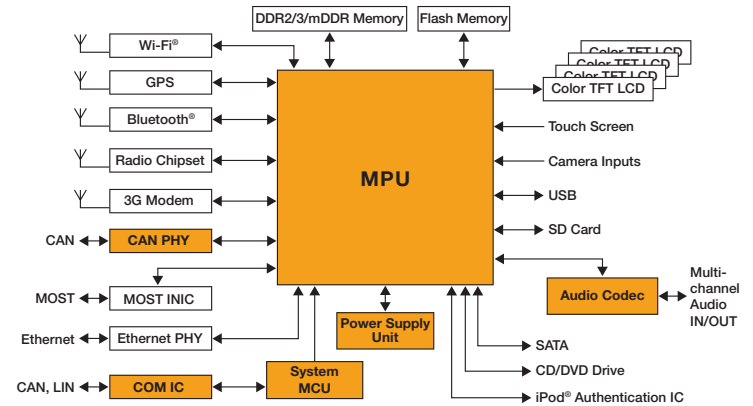 DDR2/3/mDDR Memory
Flash Memory
Wi-Fi®
GPS
Bluetooth®
Radio Chipset
3G Modem
CAN
CAN PHY
MOST
MOST INIC
Ethernet
Ethernet PHY
CAN, LIN
COM IC
System
MCU
Power Supply
Unit
MPU
Color TFT LCD
Color TFT LCD
Color TFT LCD
Color TFT LCD
Touch Screen
Camera Inputs
USB
SD Card
Audio Codec
Multi-
channel
Audio
IN/OUT
SATA
CD/DVD Drive
iPod® Authentication IC